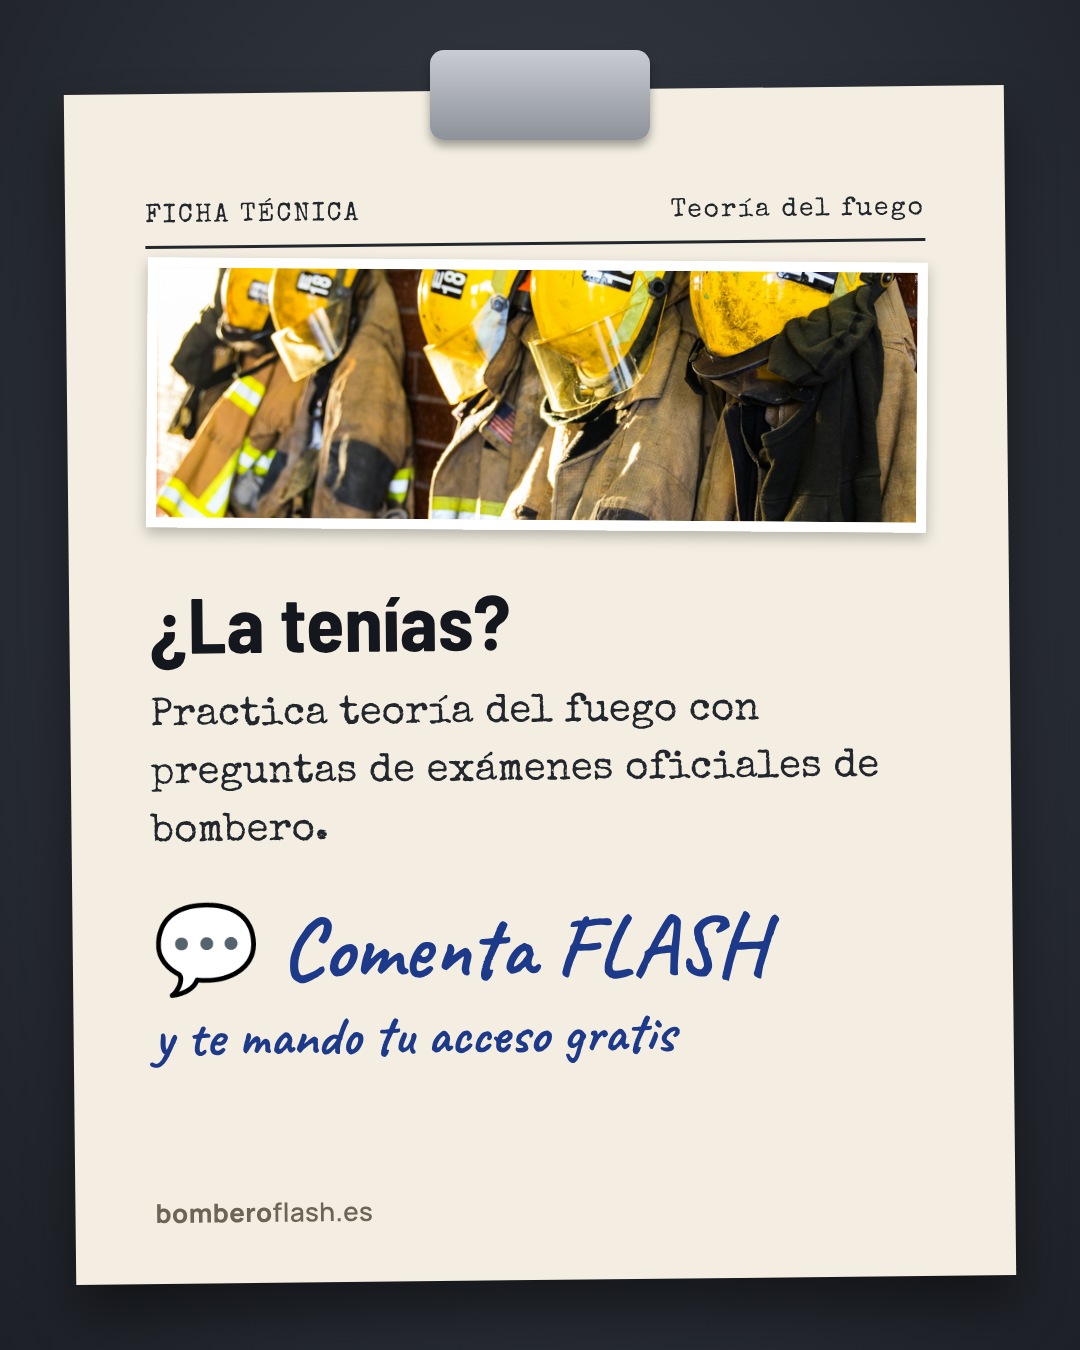 FICHA TÉCNICA
Teoría del fuego
¿La tenías?
Practica teoría del fuego con
preguntas de exámenes oficiales de
bombero.
Comenta FLASH
y te mando tu acceso gratis
bomberoflash.es